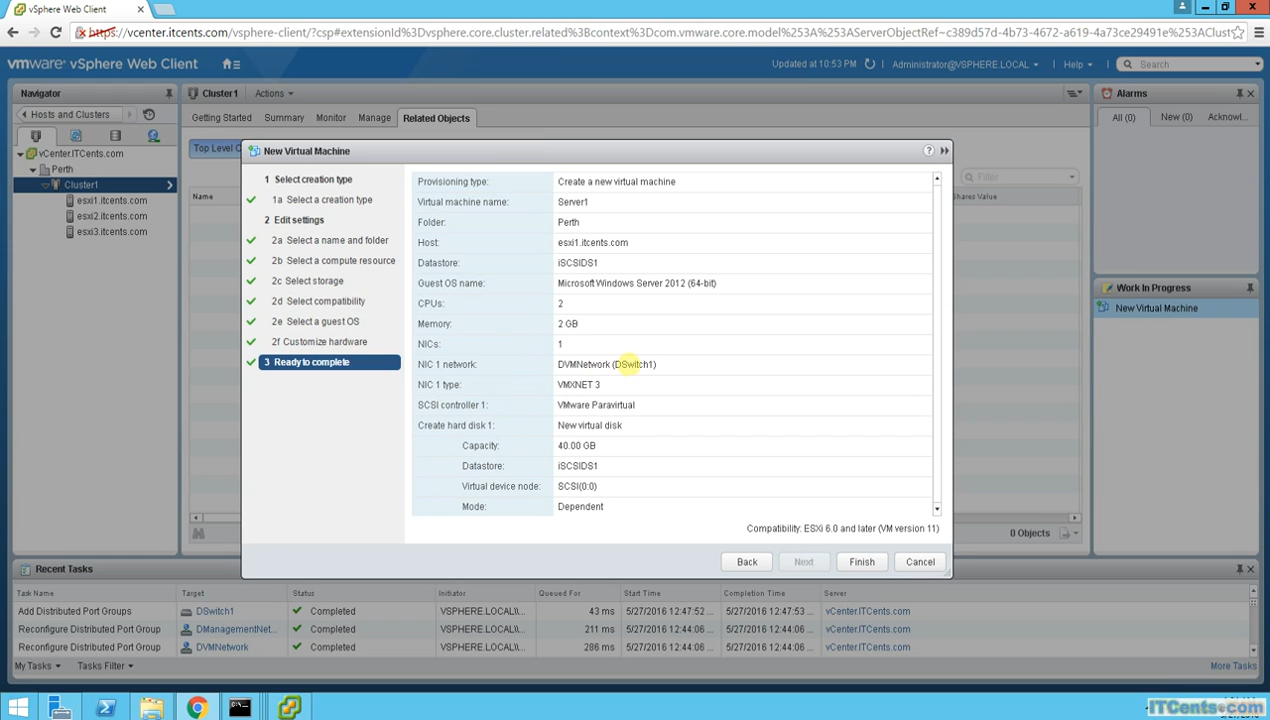 vSphere Web Client
https://vcenter.itcents.com/vsphere-client/?csp#extensionId%3Dvsphere.core.cluster.related%3Bcontext%3Dcom.vmware.core.model%253A%253AServerObjectRef~c389d57d-4b73-4672-a619-4a73ce29491e%253AClust
vmware® vSphere Web Client
Updated at 10:53 PM
Administrator@VSPHERE.LOCAL
Help
Search
Navigator
Cluster1
Actions
Alarms
Hosts and Clusters
Getting Started
Summary
Monitor
Manage
Related Objects
All (0)
New (0)
Acknowl...
vCenter.ITCents.com
Perth
Cluster1
esxi1.itcents.com
esxi2.itcents.com
esxi3.itcents.com
Top Level
Filter
Name
Shares Value
New Virtual Machine
1 Select creation type
1a Select a creation type
2 Edit settings
2a Select a name and folder
2b Select a compute resource
2c Select storage
2d Select compatibility
2e Select a guest OS
2f Customize hardware
3 Ready to complete
Provisioning type: Create a new virtual machine
Virtual machine name: Server1
Folder: Perth
Host: esxi1.itcents.com
Datastore: iSCSIDS1
Guest OS name: Microsoft Windows Server 2012 (64-bit)
CPUs: 2
Memory: 2 GB
NICs: 1
NIC 1 network: DVMNetwork (DSwitch1)
NIC 1 type: VMXNET 3
SCSI controller 1: VMware Paravirtual
Create hard disk 1: New virtual disk
Capacity: 40.00 GB
Datastore: iSCSIDS1
Virtual device node: SCSI(0:0)
Mode: Dependent
Compatibility: ESXi 6.0 and later (VM version 11)
Back
Next
Finish
Cancel
0 Objects
Work In Progress
New Virtual Machine
Recent Tasks
Task Name Target Status Initiator Queued For Start Time Completion Time Server
Add Distributed Port Groups DSwitch1 Completed VSPHERE.LOCAL\\... 43 ms 5/27/2016 12:47:52 ... 5/27/2016 12:47:53 ... vCenter.ITCents.com
Reconfigure Distributed Port Group DManagementNet... Completed VSPHERE.LOCAL\\... 211 ms 5/27/2016 12:44:06 ... 5/27/2016 12:44:06 ... vCenter.ITCents.com
Reconfigure Distributed Port Group DVMNetwork Completed VSPHERE.LOCAL\\... 286 ms 5/27/2016 12:44:06 ... 5/27/2016 12:44:06 ... vCenter.ITCents.com
My Tasks
Tasks Filter
More Tasks
ITCents.com